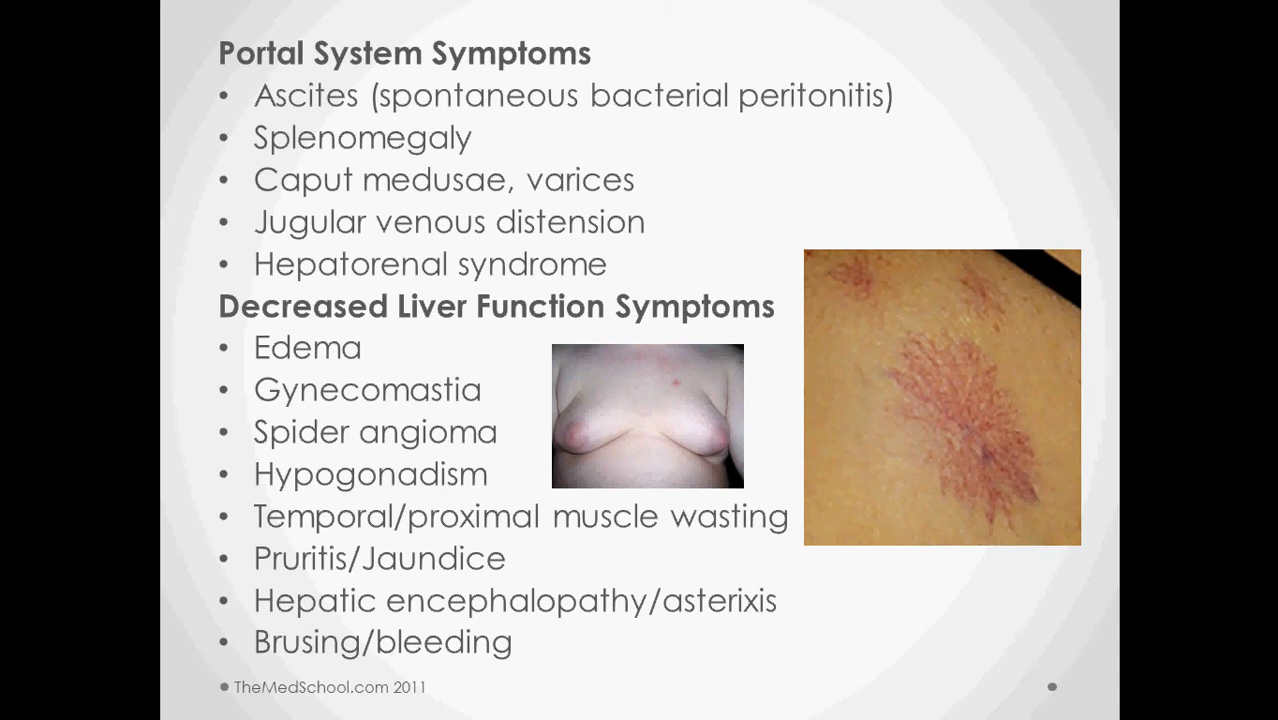 Portal System Symptoms
• Ascites (spontaneous bacterial peritonitis)
• Splenomegaly
• Caput medusae, varices
• Jugular venous distension
• Hepatorenal syndrome
Decreased Liver Function Symptoms
• Edema
• Gynecomastia
• Spider angioma
• Hypogonadism
• Temporal/proximal muscle wasting
• Pruritis/Jaundice
• Hepatic encephalopathy/asterixis
• Brusing/bleeding
TheMedSchool.com 2011